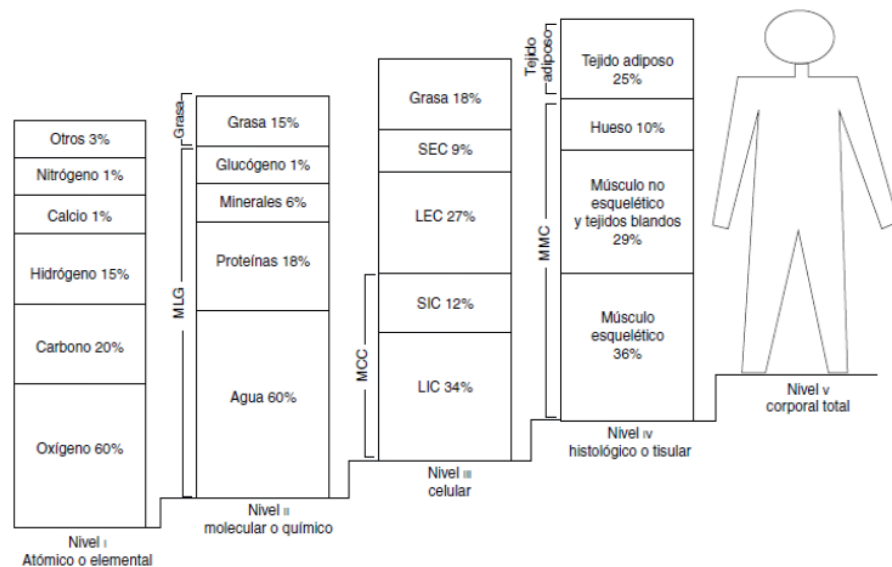 Otros 3%
Nitrógeno 1%
Calcio 1%
Hidrógeno 15%
Carbono 20%
Oxígeno 60%
Nivel I
Atómico o elemental
Grasa
MLG
Grasa 15%
Glucógeno 1%
Minerales 6%
Proteínas 18%
Agua 60%
Nivel II
molecular o químico
MCC
Grasa 18%
SEC 9%
LEC 27%
SIC 12%
LIC 34%
Nivel III
celular
Tejido
adiposo
MMC
Tejido adiposo
25%
Hueso 10%
Músculo no
esquelético
y tejidos blandos
29%
Músculo
esquelético
36%
Nivel IV
histológico o tisular
Nivel V
corporal total